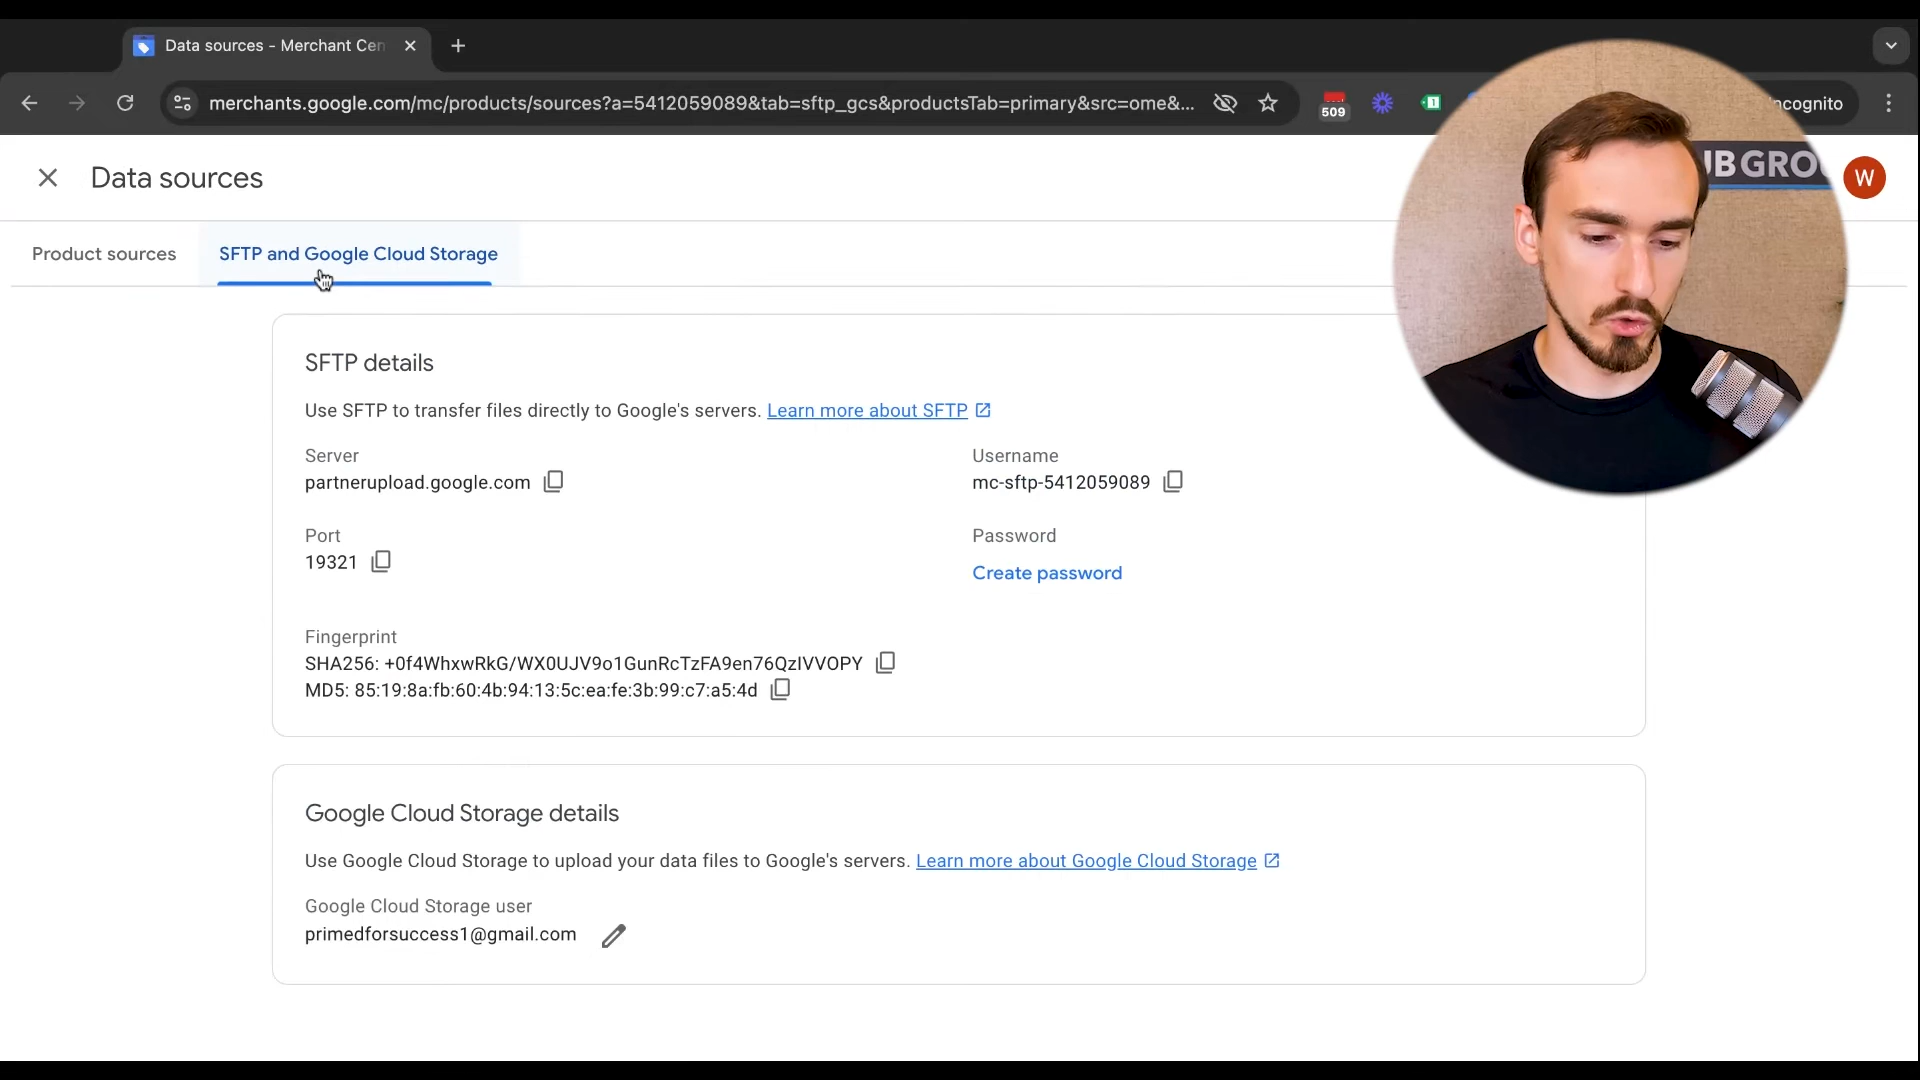 Data sources - Merchant Cen
merchants.google.com/mc/products/sources?a=5412059089&tab=sftp_gcs&productsTab=primary&src=ome&...
509
1
ncognito
Data sources
UB GRO
W
Product sources
SFTP and Google Cloud Storage
SFTP details
Use SFTP to transfer files directly to Google's servers. Learn more about SFTP
Server
partnerupload.google.com
Username
mc-sftp-5412059089
Port
19321
Password
Create password
Fingerprint
SHA256: +0f4WhxwRkG/WX0UJV9o1GunRcTzFA9en76QzIVVOPY
MD5: 85:19:8a:fb:60:4b:94:13:5c:ea:fe:3b:99:c7:a5:4d
Google Cloud Storage details
Use Google Cloud Storage to upload your data files to Google's servers. Learn more about Google Cloud Storage
Google Cloud Storage user
primedforsuccess1@gmail.com